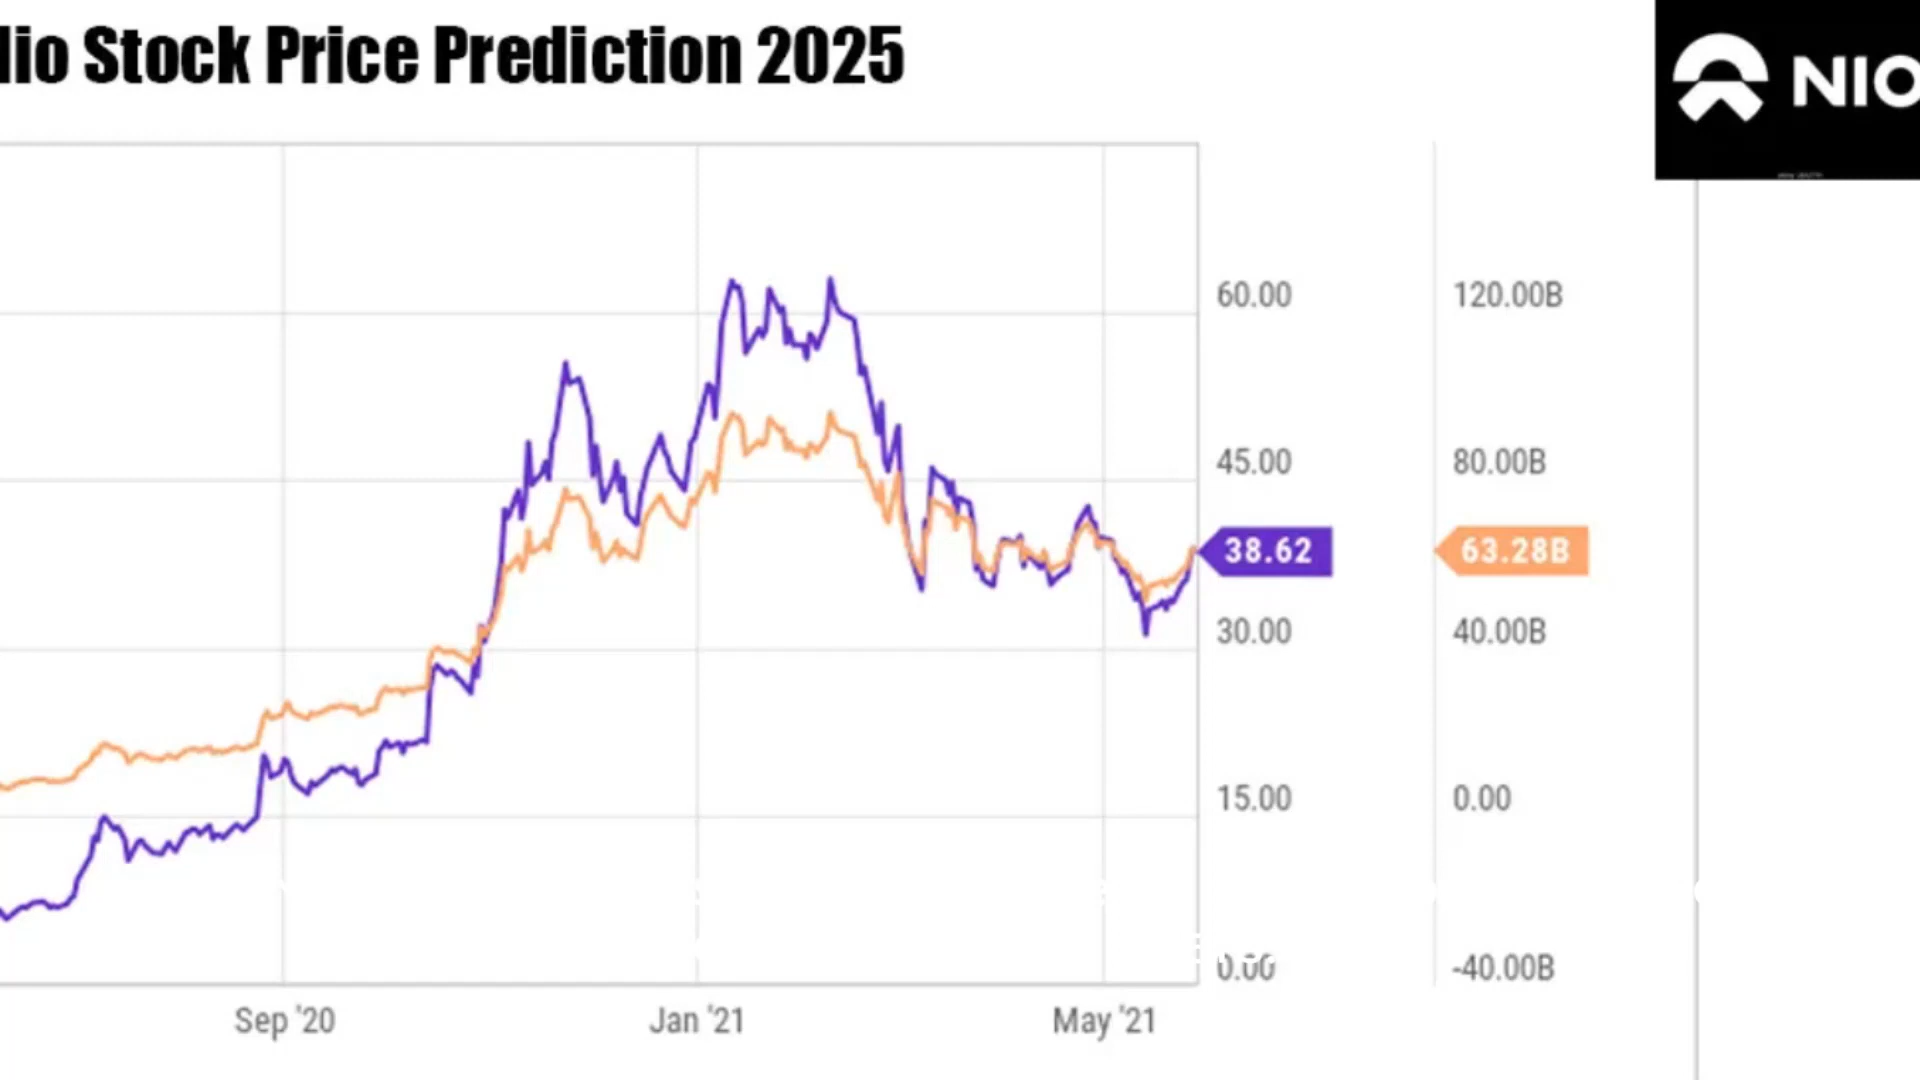 lio Stock Price Prediction 2025
NIO
60.00
120.00B
45.00
80.00B
38.62
63.28B
30.00
40.00B
15.00
0.00
0.00
-40.00B
Sep '20
Jan '21
May '21